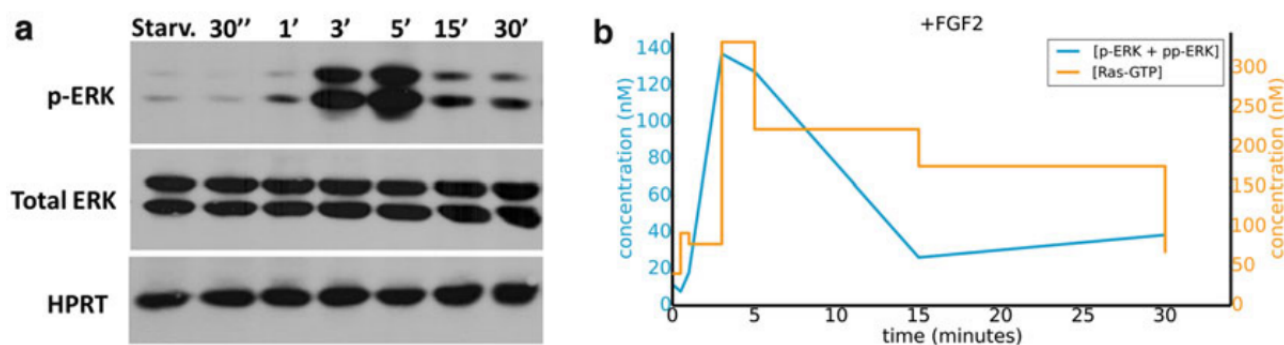 a
Starv. 30'' 1' 3' 5' 15' 30'
p-ERK
Total ERK
HPRT
b
+FGF2
[p-ERK + pp-ERK]
[Ras-GTP]
concentration (nM)
140
120
100
80
60
40
20
0
0 5 10 15 20 25 30
time (minutes)
300
250
200
150
100
50
0
concentration (nM)